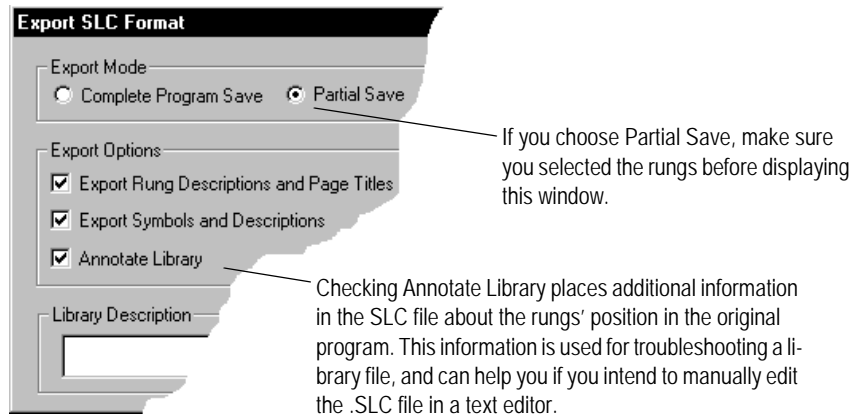 Export SLC Format
Export Mode
Complete Program Save Partial Save
If you choose Partial Save, make sure
you selected the rungs before displaying
this window.
Export Options
Export Rung Descriptions and Page Titles
Export Symbols and Descriptions
Annotate Library
Checking Annotate Library places additional information
in the SLC file about the rungs’ position in the original
program. This information is used for troubleshooting a li-
brary file, and can help you if you intend to manually edit
the .SLC file in a text editor.
Library Description